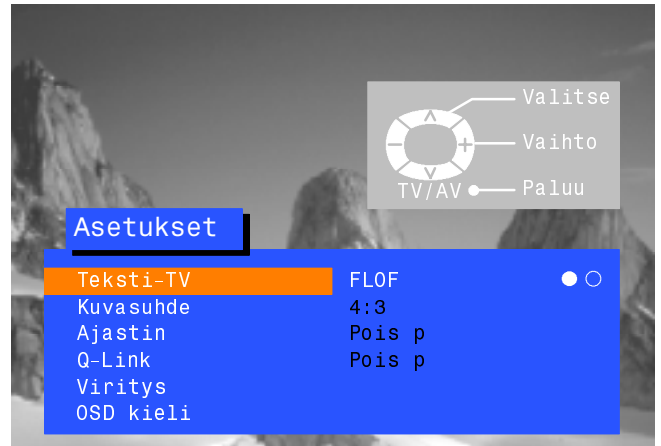 Valitse
Vaihto
TV/AV Paluu
Asetukset
Teksti-TV FLOF
Kuvasuhde 4:3
Ajastin Pois p
Q-Link Pois p
Viritys
OSD kieli